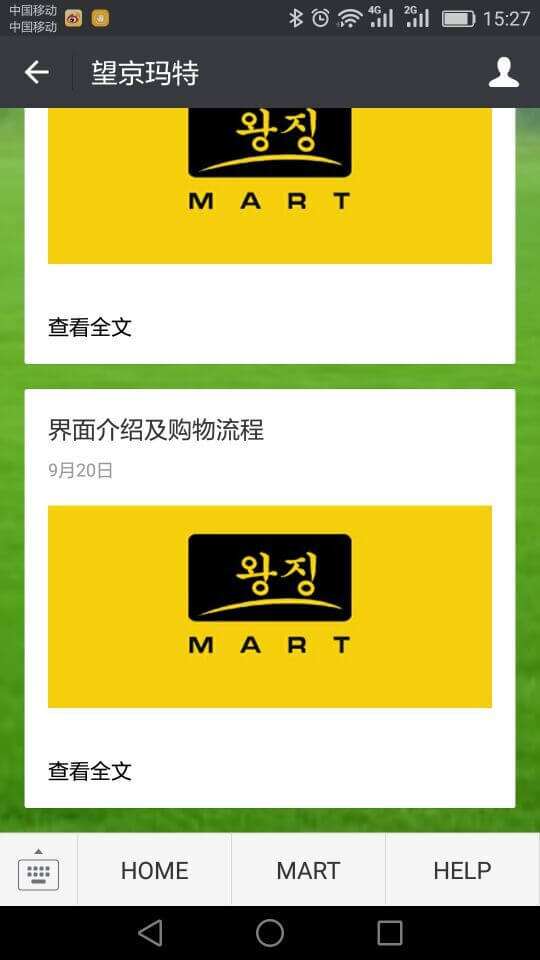 中国移动
中国移动
4G
2G
15:27
望京玛特
왕징
MART
查看全文
界面介绍及购物流程
9月20日
왕징
MART
查看全文
HOME
MART
HELP